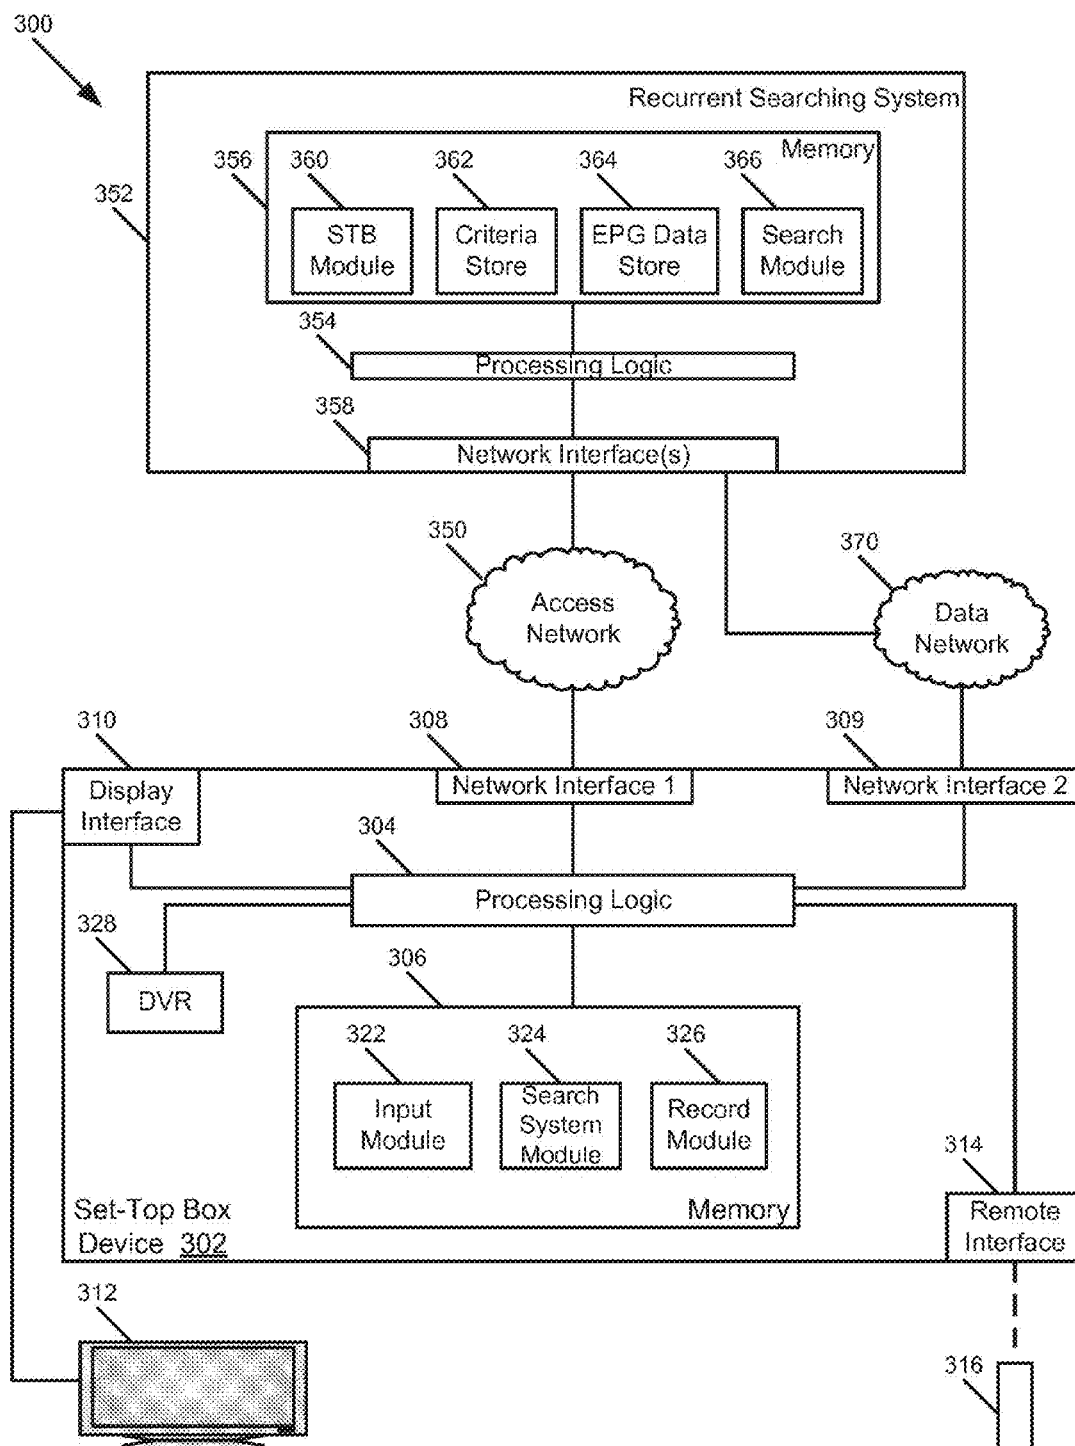 300
Recurrent Searching System
352
356
Memory
360
362
364
366
STB
Module
Criteria
Store
EPG Data
Store
Search
Module
354
Processing Logic
358
Network Interface(s)
350
Access
Network
370
Data
Network
310
308
309
Display
Interface
Network Interface 1
Network Interface 2
304
Processing Logic
328
DVR
306
322
324
326
Input
Module
Search
System
Module
Record
Module
Memory
Set-Top Box
Device 302
314
Remote
Interface
312
316